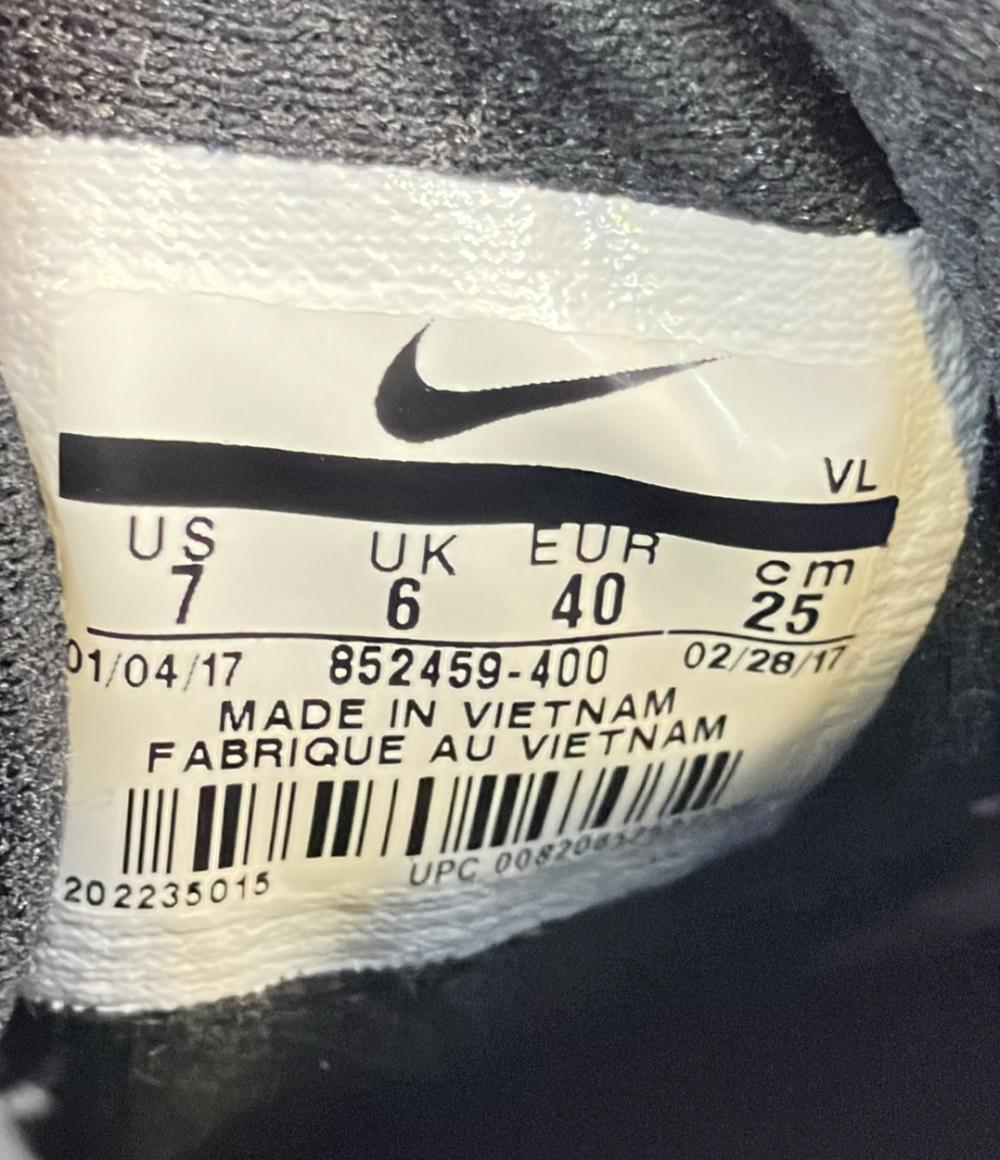 VL
US UK EUR cm
7 6 40 25
01/04/17 852459-400 02/28/17
MADE IN VIETNAM
FABRIQUE AU VIETNAM
202235015 UPC